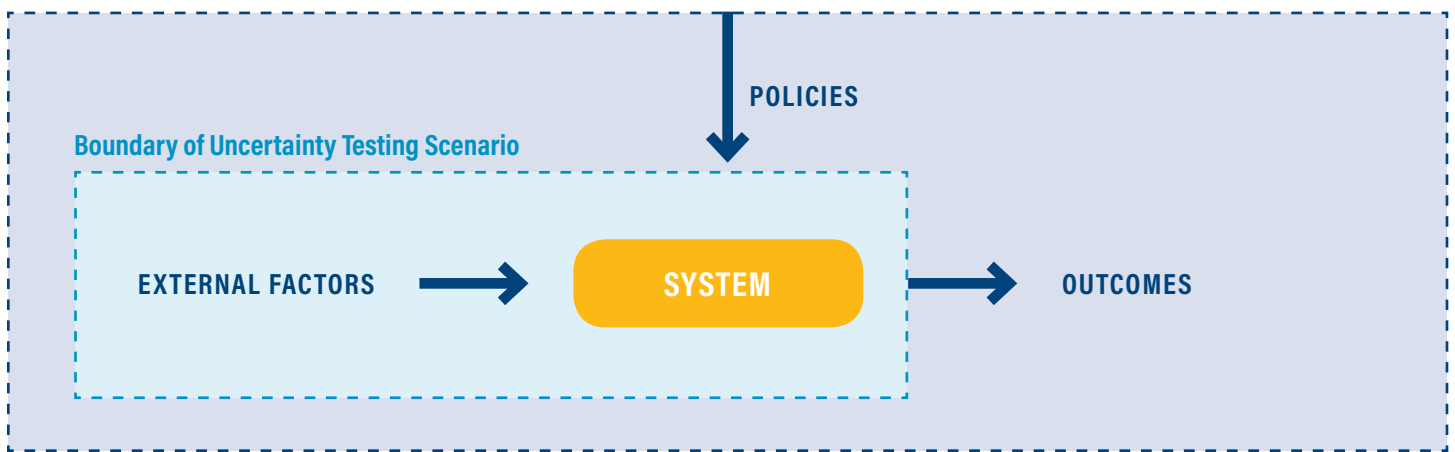 POLICIES
Boundary of Uncertainty Testing Scenario
EXTERNAL FACTORS
SYSTEM
OUTCOMES